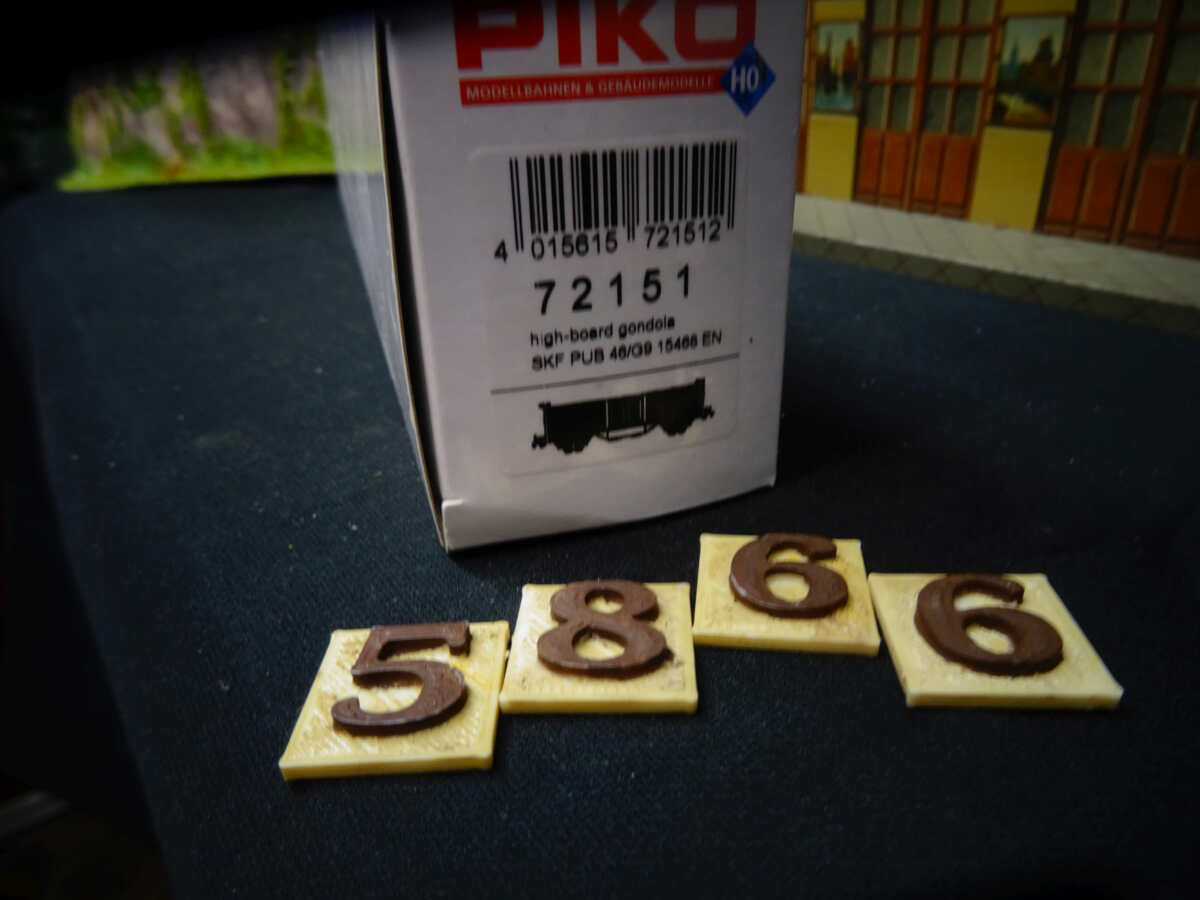 PIKO
MODELLBAHNEN & GEBÄUDEMODELLE
H0
4 015615 721512
72151
high-board gondola
SKF PUB 46/G9 15466 EN
5 8 6 6